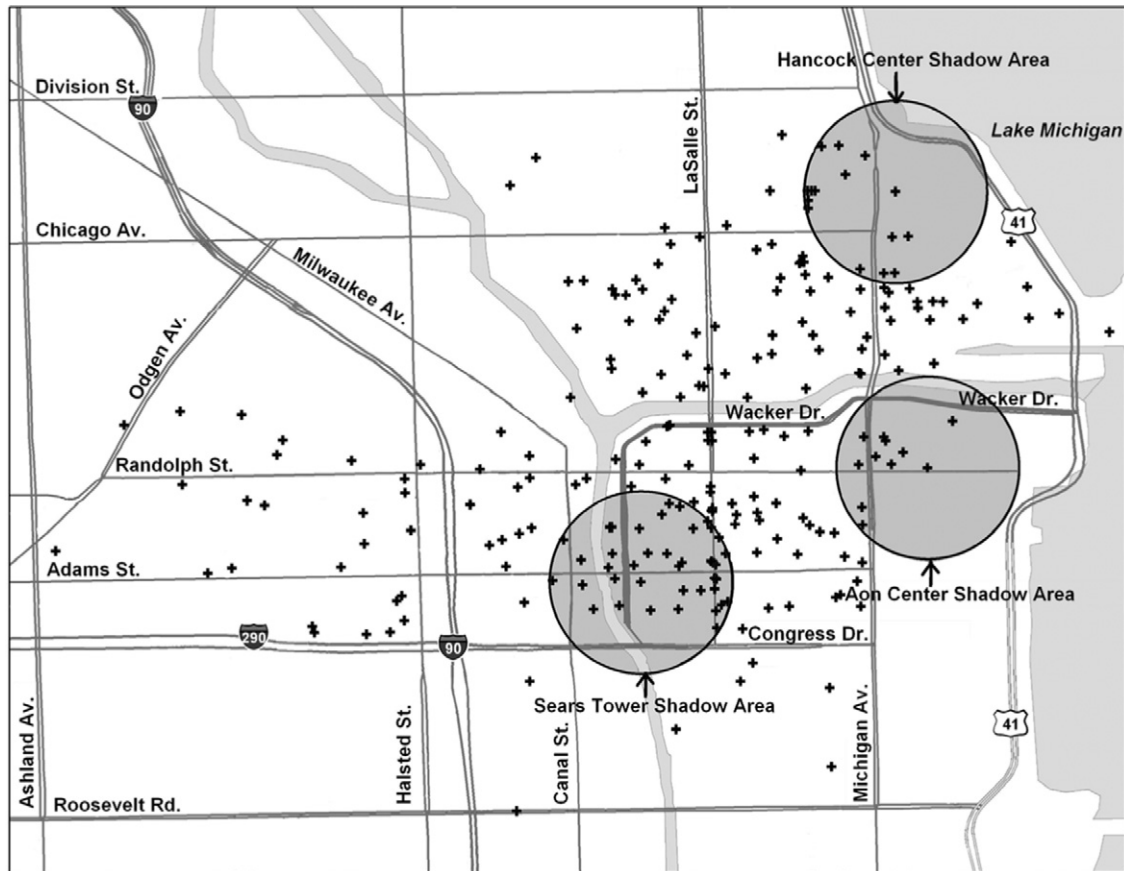 Hancock Center Shadow Area
Division St.
90
LaSalle St.
Lake Michigan
41
Chicago Av.
Milwaukee Av.
Odgen Av.
Wacker Dr.
Wacker Dr.
Randolph St.
Adams St.
Aon Center Shadow Area
290
90
Congress Dr.
Sears Tower Shadow Area
41
Ashland Av.
Halsted St.
Canal St.
Michigan Av.
Roosevelt Rd.